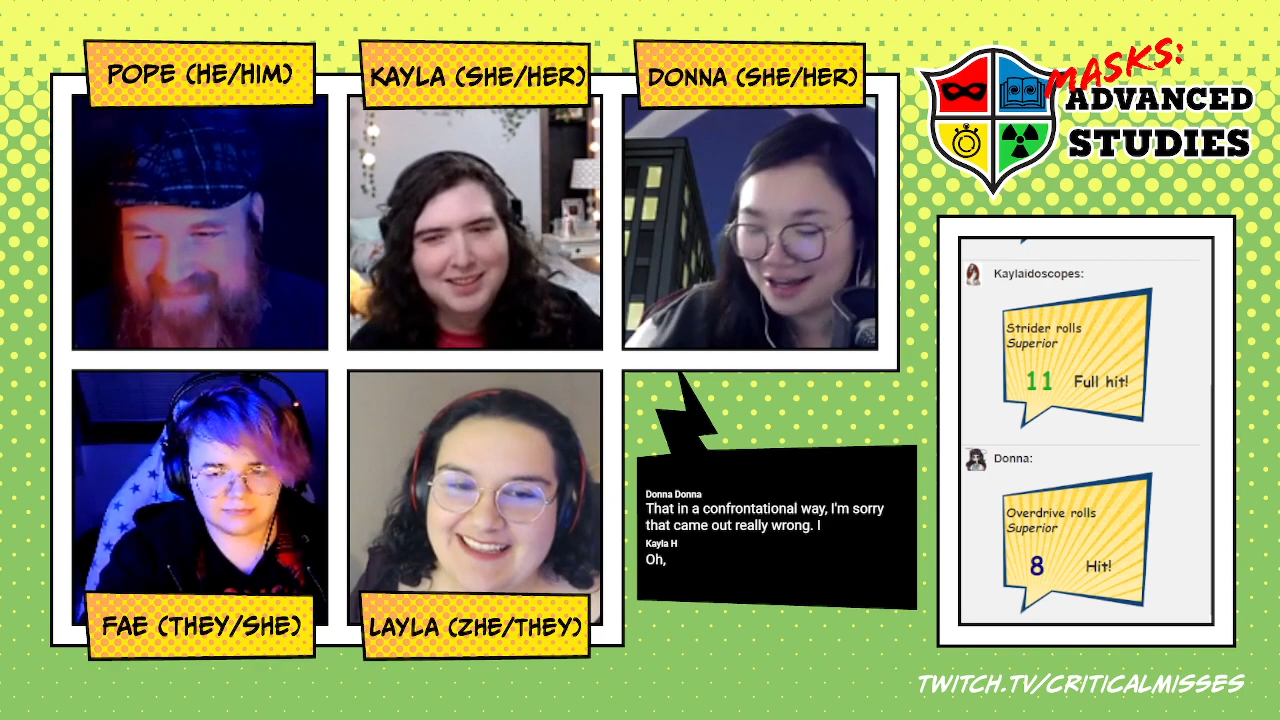 POPE (HE/HIM)
KAYLA (SHE/HER)
DONNA (SHE/HER)
MASKS:
ADVANCED
STUDIES
Kaylaidoscopes:
Strider rolls
Superior
11 Full hit!
Donna:
Overdrive rolls
Superior
8 Hit!
Donna Donna
That in a confrontational way, I'm sorry
that came out really wrong. I
Kayla H
Oh,
FAE (THEY/SHE)
LAYLA (ZHE/THEY)
TWITCH.TV/CRITICALMISSES